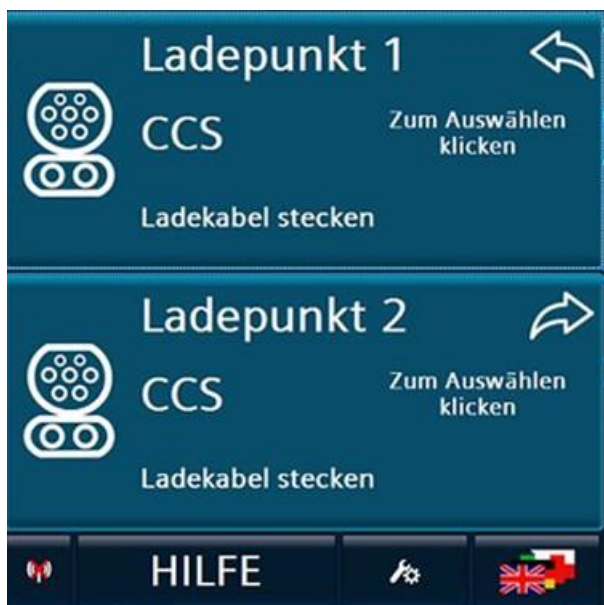 Ladepunkt 1
CCS
Zum Auswählen
klicken
Ladekabel stecken
Ladepunkt 2
CCS
Zum Auswählen
klicken
Ladekabel stecken
HILFE